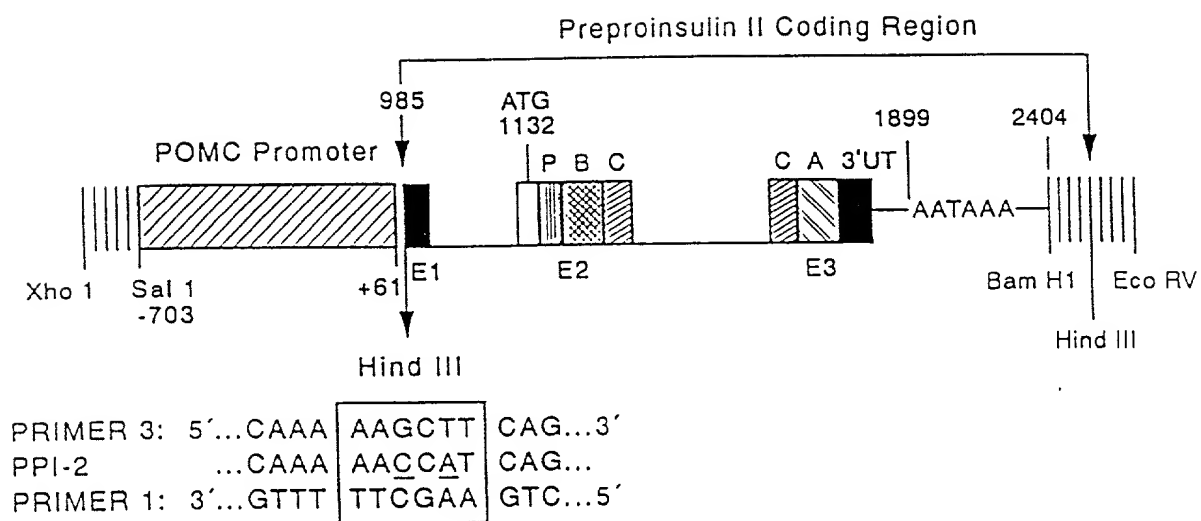 Preproinsulin II Coding Region
985
ATG
1132
1899
2404
POMC Promoter
P B C
C A 3'UT
AATAAA
E1
E2
E3
Xho 1
Sal 1
-703
+61
Bam H1
Eco RV
Hind III
Hind III
PRIMER 3: 5´...CAAA AAGCTT CAG...3´
PPI-2 ...CAAA AACCAT CAG...
PRIMER 1: 3´...GTTT TTCGAA GTC...5´